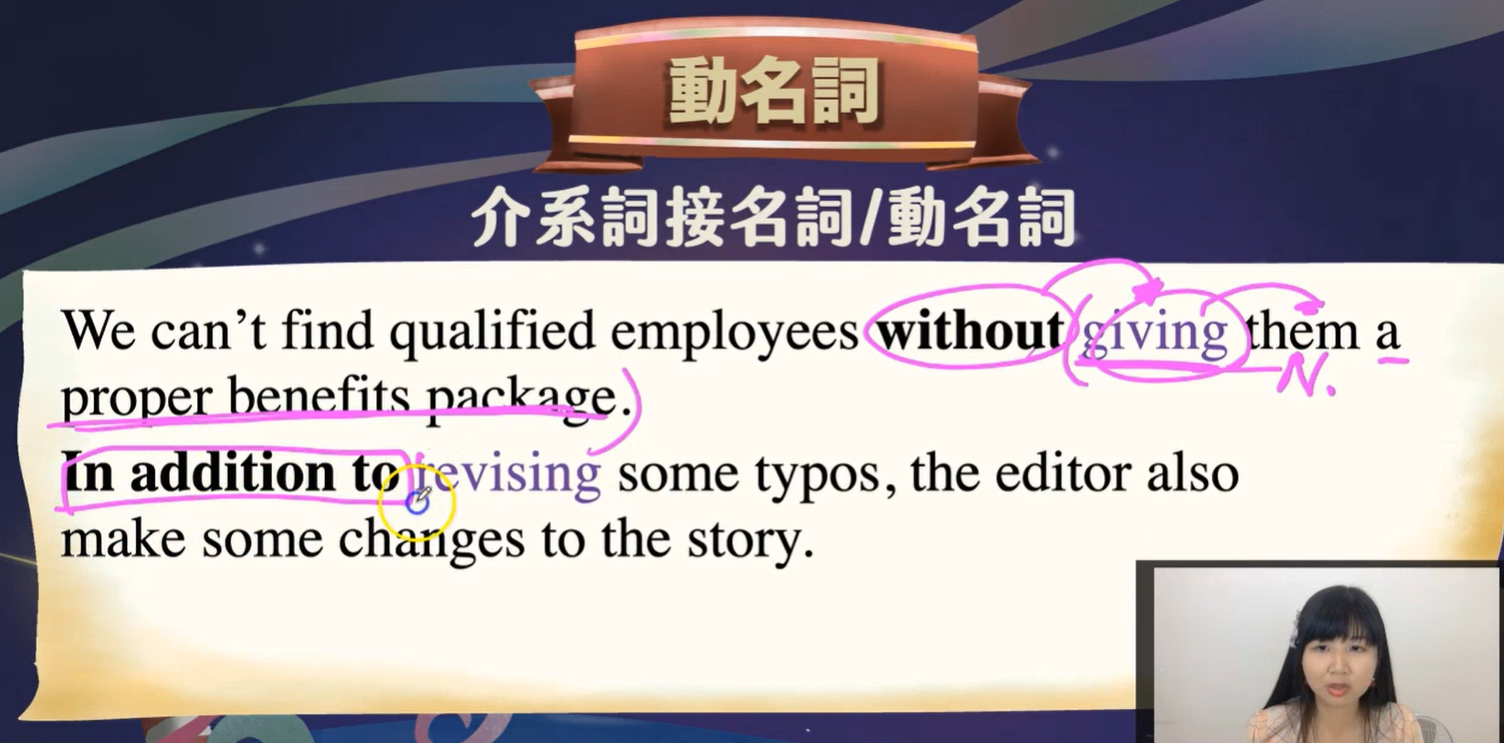 動名詞
介系詞接名詞/動名詞
We can't find qualified employees without giving them a
N.
proper benefits package.
In addition to revising some typos, the editor also
make some changes to the story.